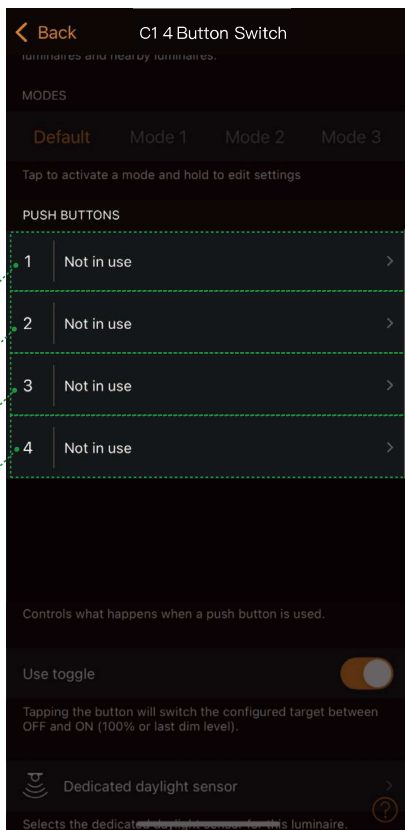 Back
C1 4 Button Switch
luminaires and nearby luminaires.
MODES
Default Mode 1 Mode 2 Mode 3
Tap to activate a mode and hold to edit settings
PUSH BUTTONS
1 Not in use
2 Not in use
3 Not in use
4 Not in use
Controls what happens when a push button is used.
Use toggle
Tapping the button will switch the configured target between
OFF and ON (100% or last dim level).
Dedicated daylight sensor
?
Selects the dedicated daylight sensor for this luminaire.